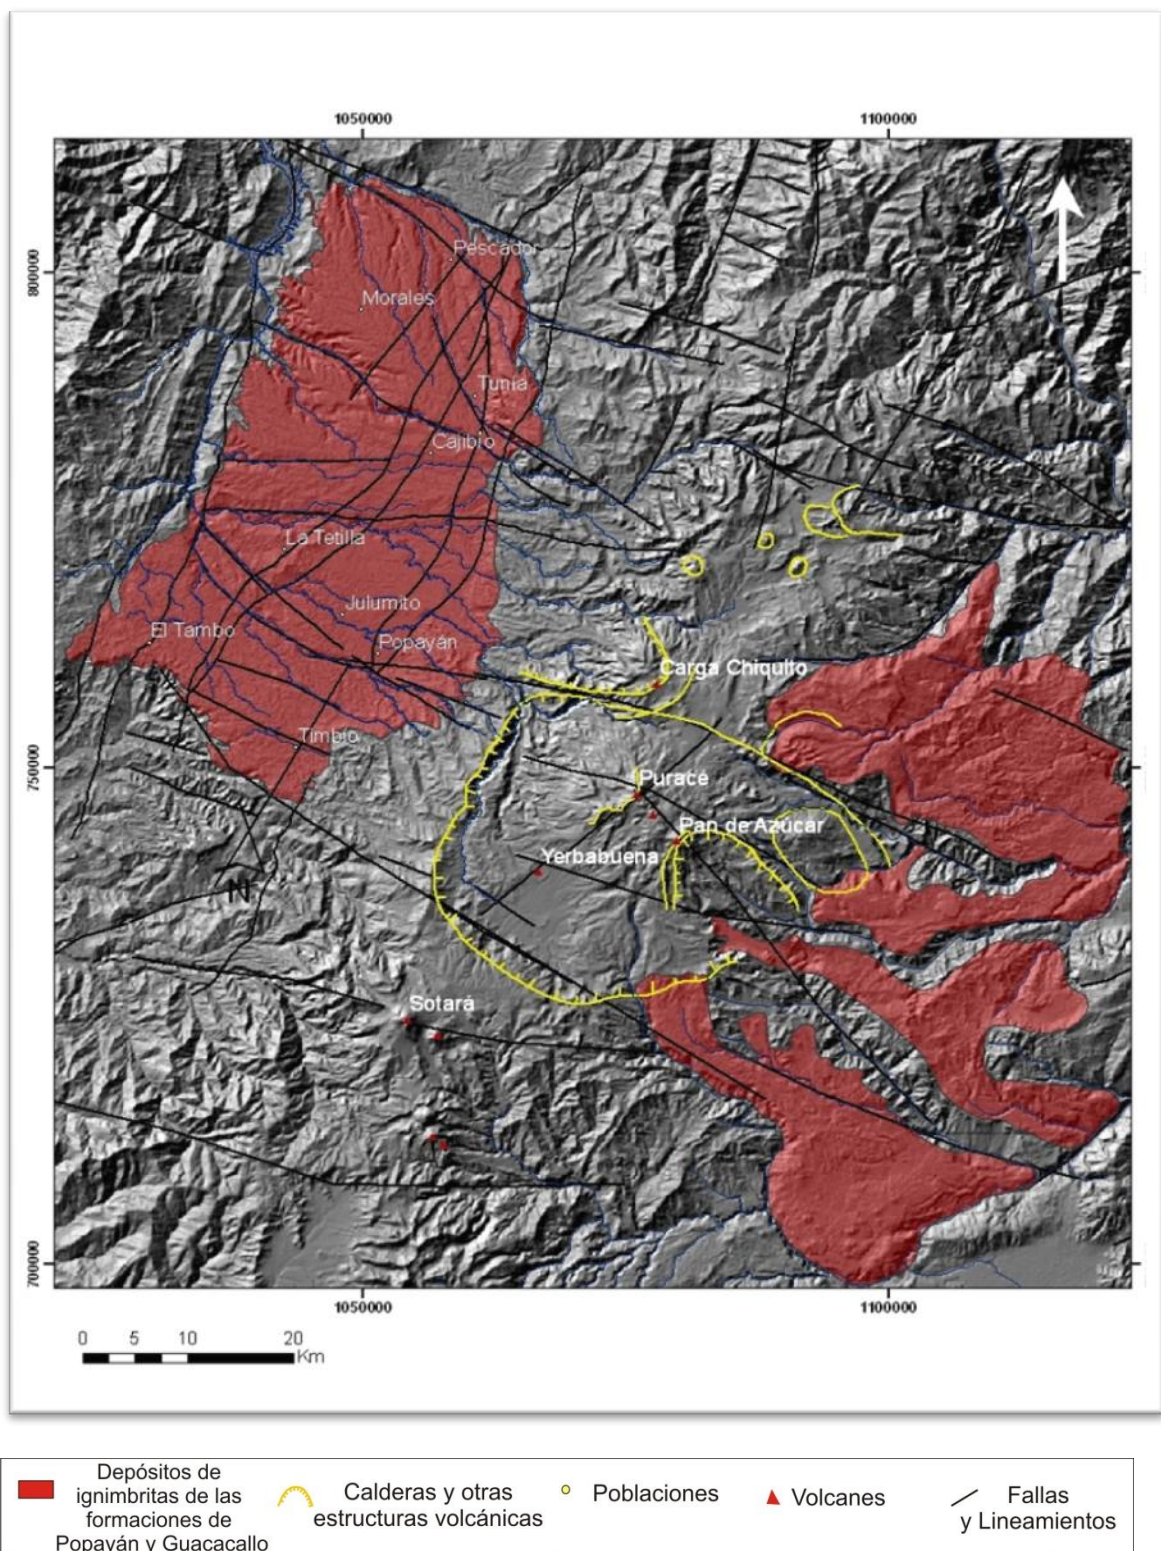 1050000 1100000
800000
Pescador
Morales
Tunía
Cajibío
La Tetilla
Julumito
El Tambo
Popayán
Carga Chiquito
Timbío
750000
Puracé
Pan de Azúcar
Yerbabuena
N
Sotará
700000
1050000 1100000
0 5 10 20
Km
Depósitos de
ignimbritas de las
formaciones de
Popayán y Guacacallo
Calderas y otras
estructuras volcánicas
Poblaciones
Volcanes
Fallas
y Lineamientos